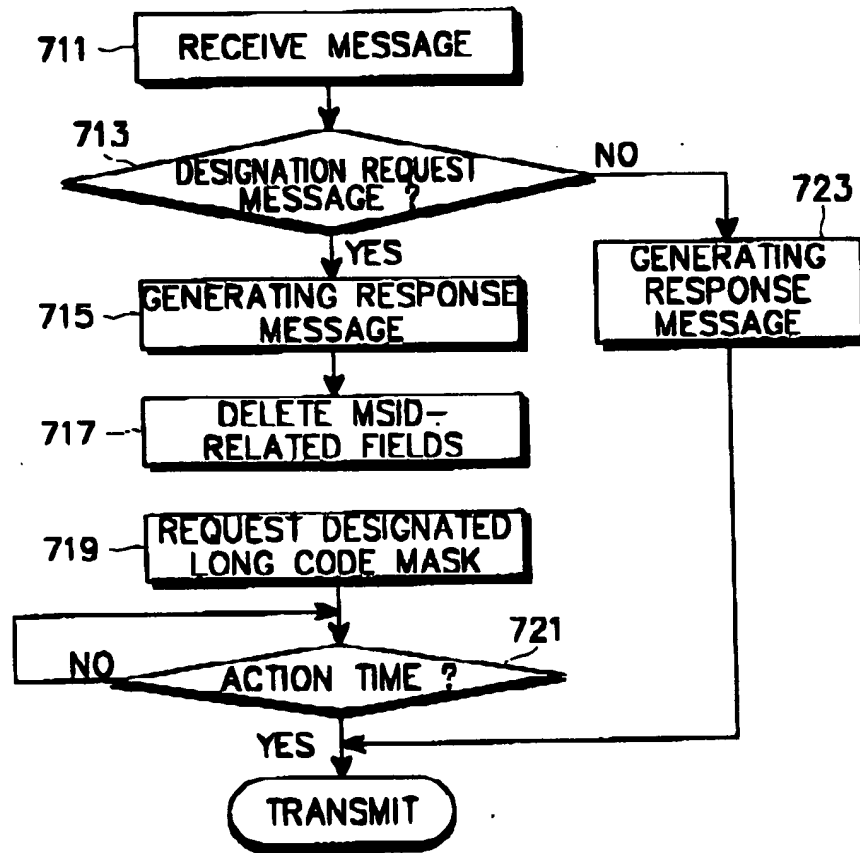 711
RECEIVE MESSAGE
713
DESIGNATION REQUEST
MESSAGE ?
NO
YES
723
GENERATING
RESPONSE
MESSAGE
715
GENERATING RESPONSE
MESSAGE
717
DELETE MSID-
RELATED FIELDS
719
REQUEST DESIGNATED
LONG CODE MASK
721
NO
ACTION TIME ?
YES
TRANSMIT